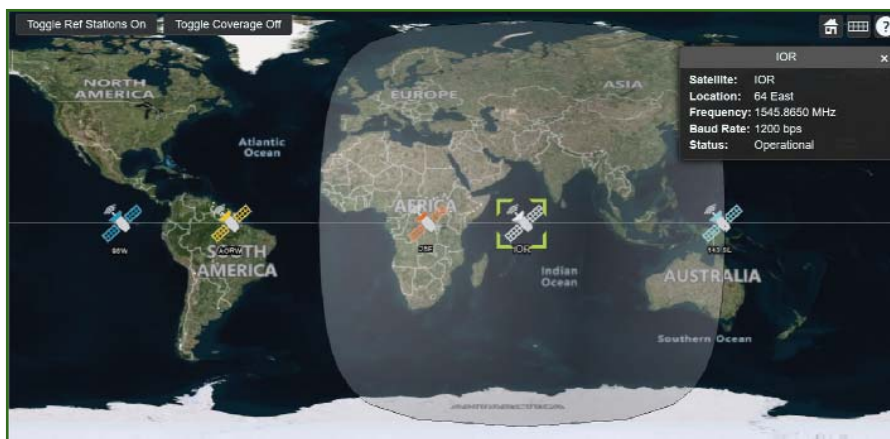 Toggle Ref Stations On
Toggle Coverage Off
?
IOR
×
Satellite: IOR
Location: 64 East
Frequency: 1545.8650 MHz
Baud Rate: 1200 bps
Status: Operational
NORTH
AMERICA
EUROPE
ASIA
Atlantic
Ocean
AFRICA
98W
AORW
25E
IOR
143.5E
SOUTH
AMERICA
Indian
Ocean
AUSTRALIA
Southern Ocean
ANTARCTICA